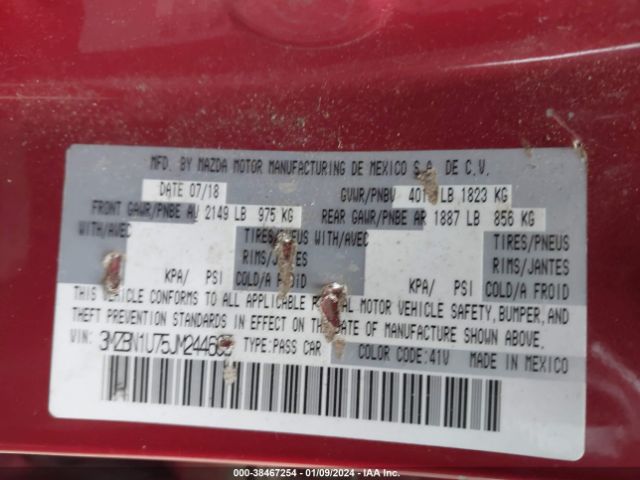 MFD. BY MAZDA MOTOR MANUFACTURING DE MEXICO S.A. DE C.V.
DATE 07/18 GVWR/PNBV LB 1823 KG
FRONT GAWR/PNBE AV 2149 LB 975 KG REAR GAWR/PNBE AR 1887 LB 856 KG
WITH/AVEC TIRES/PNEUS WITH/AVEC TIRES/PNEUS
RIMS/JANTES RIMS/JANTES
KPA/ PSI COLD/A FROID KPA/ PSI COLD/A FROID
THIS VEHICLE CONFORMS TO ALL APPLICABLE FEDERAL MOTOR VEHICLE SAFETY, BUMPER, AND
THEFT PREVENTION STANDARDS IN EFFECT ON THE DATE OF MANUFACTURE SHOWN ABOVE.
VIN: TYPE:PASS CAR COLOR CODE:41V MADE IN MEXICO
000-38467254 - 01/09/2024 - IAA Inc.